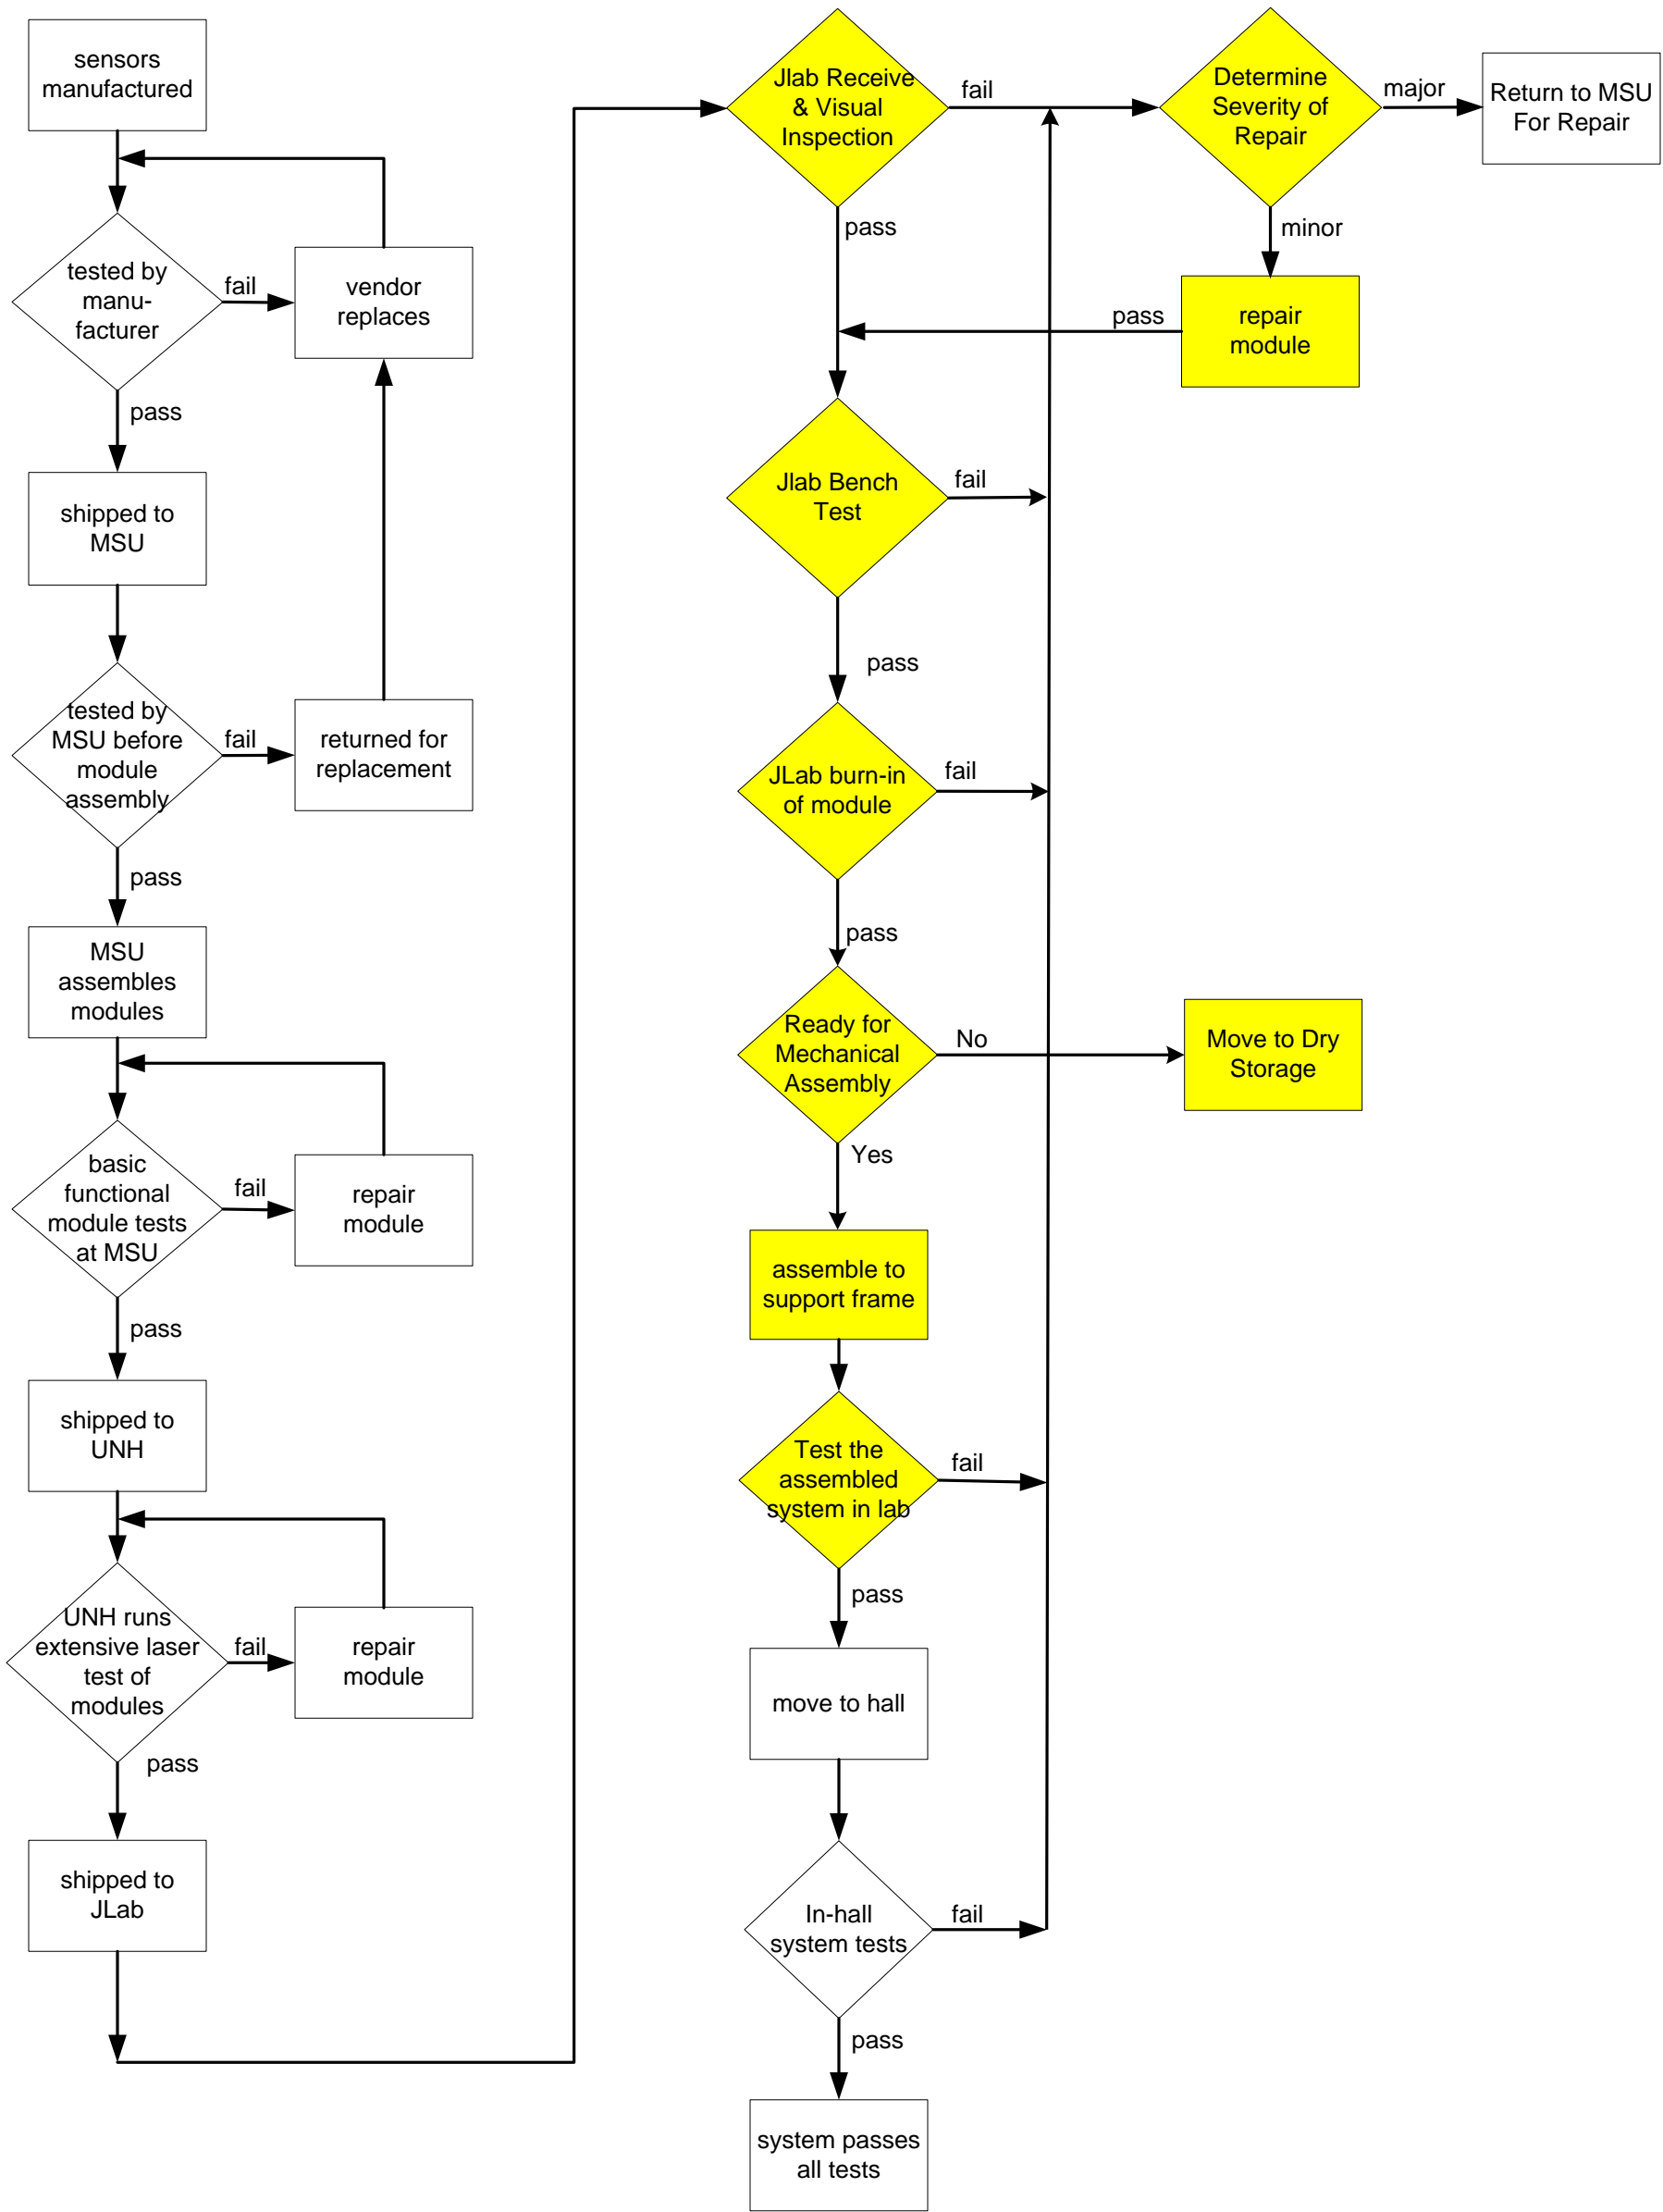 sensors
manufactured
tested by
manu-
facturer
fail
vendor
replaces
pass
shipped to
MSU
tested by
MSU before
module
assembly
fail
returned for
replacement
pass
MSU
assembles
modules
basic
functional
module tests
at MSU
fail
repair
module
pass
shipped to
UNH
UNH runs
extensive laser
test of
modules
fail
repair
module
pass
shipped to
JLab
Jlab Receive
& Visual
Inspection
fail
Determine
Severity of
Repair
major
Return to MSU
For Repair
pass
minor
repair
module
pass
Jlab Bench
Test
fail
pass
JLab burn-in
of module
fail
pass
Ready for
Mechanical
Assembly
No
Move to Dry
Storage
Yes
assemble to
support frame
Test the
assembled
system in lab
fail
pass
move to hall
In-hall
system tests
fail
pass
system passes
all tests